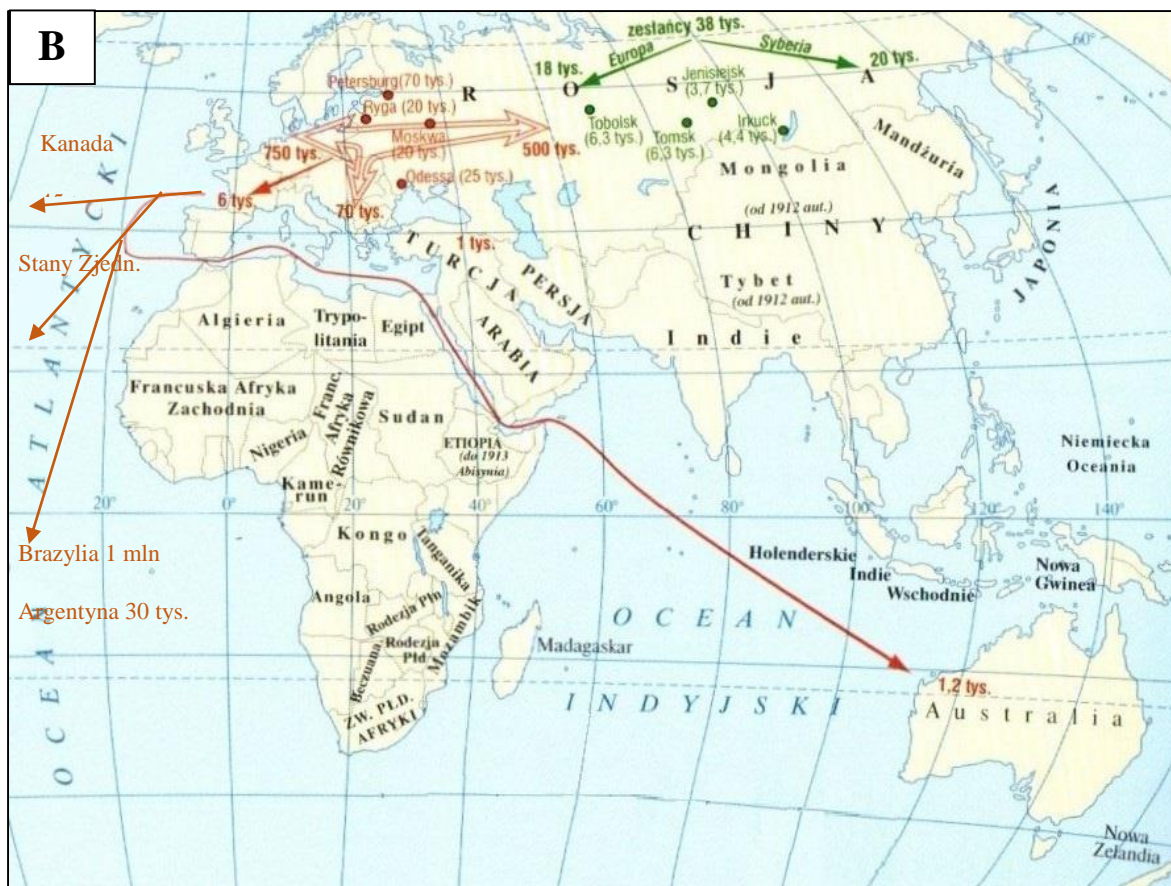 B
zesłańcy 38 tys.
Europa
Syberia
18 tys.
20 tys.
60°
Petersburg (70 tys.)
Ryga (20 tys.)
Moskwa
(20 tys.)
Odessa (25 tys.)
R O S J A
Jenisiejsk
(3,7 tys.)
Tobolsk
(6,3 tys.)
Tomsk
(6,3 tys.)
Irkuck
(4,4 tys.)
Mandżuria
Kanada
750 tys.
500 tys.
6 tys.
70 tys.
1 tys.
Mongolia
(od 1912 aut.)
CHINY
JAPONIA
Stany Zjedn.
TURCJA
PERSJA
Tybet
(od 1912 aut.)
Indie
ARABIA
Algieria
Trypo-
litania
Egipt
Francuska Afryka
Zachodnia
Franc.
Afryka
Równikowa
Sudan
Nigeria
ETIOPIA
(do 1913
Abisynia)
Kame-
run
Niemiecka
Oceania
20°
0°
20°
40°
60°
80°
120°
140°
Kongo
Tanganika
Holenderskie
Indie
Wschodnie
Nowa
Gwinea
Brazylia 1 mln
Argentyna 30 tys.
Angola
Rodezja Płn
Rodezja
Płd
Mozambik
Beczuana
ZW. PŁD.
AFRYKI
Madagaskar
OCEAN
INDYJSKI
OCEAN ATLANTYCKI
1,2 tys.
Australia
Nowa
Zelandia